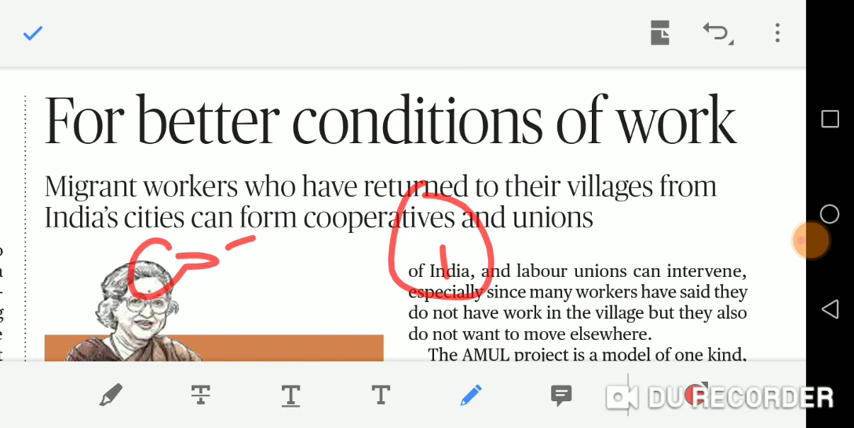 For better conditions of work
Migrant workers who have returned to their villages from
India's cities can form cooperatives and unions
of India, and labour unions can intervene,
especially since many workers have said they
do not have work in the village but they also
do not want to move elsewhere.
The AMUL project is a model of one kind,
DU RECORDER